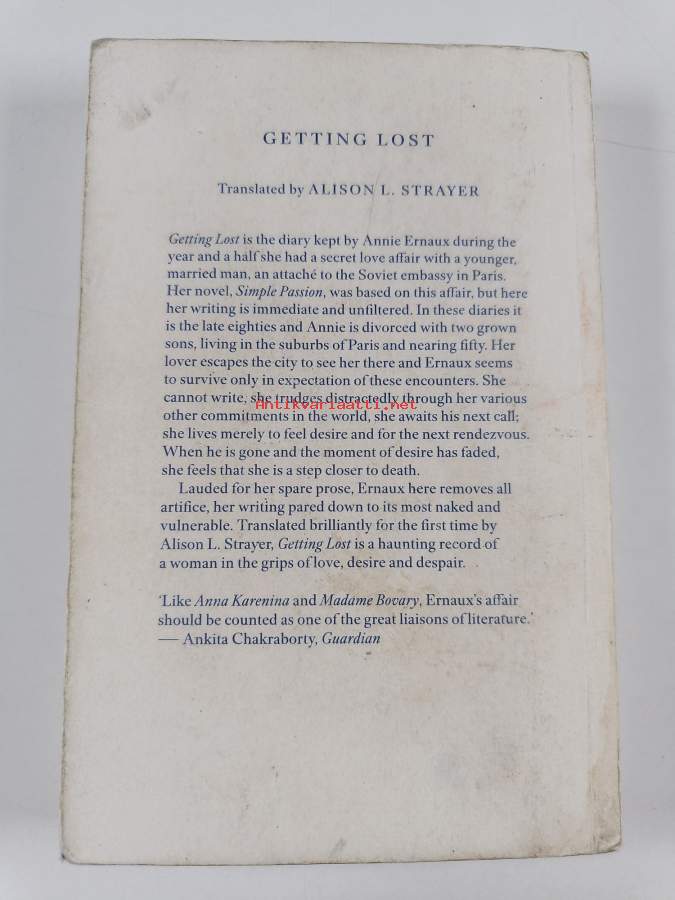 GETTING LOST
Translated by ALISON L. STRAYER
Getting Lost is the diary kept by Annie Ernaux during the
year and a half she had a secret love affair with a younger,
married man, an attaché to the Soviet embassy in Paris.
Her novel, Simple Passion, was based on this affair, but here
her writing is immediate and unfiltered. In these diaries it
is the late eighties and Annie is divorced with two grown
sons, living in the suburbs of Paris and nearing fifty. Her
lover escapes the city to see her there and Ernaux seems
to survive only in expectation of these encounters. She
cannot write, she trudges distractedly through her various
Antikvariaatti.net
other commitments in the world, she awaits his next call;
she lives merely to feel desire and for the next rendezvous.
When he is gone and the moment of desire has faded,
she feels that she is a step closer to death.
Lauded for her spare prose, Ernaux here removes all
artifice, her writing pared down to its most naked and
vulnerable. Translated brilliantly for the first time by
Alison L. Strayer, Getting Lost is a haunting record of
a woman in the grips of love, desire and despair.
‘Like Anna Karenina and Madame Bovary, Ernaux’s affair
should be counted as one of the great liaisons of literature.’
— Ankita Chakraborty, Guardian